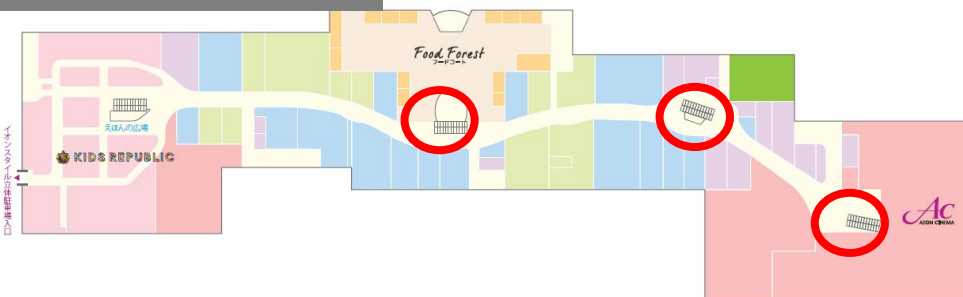 Food Forest
フードコート
えほんの広場
KIDS REPUBLIC
イオンスタイル立体駐車場入口
Ac
AEON CINEMA